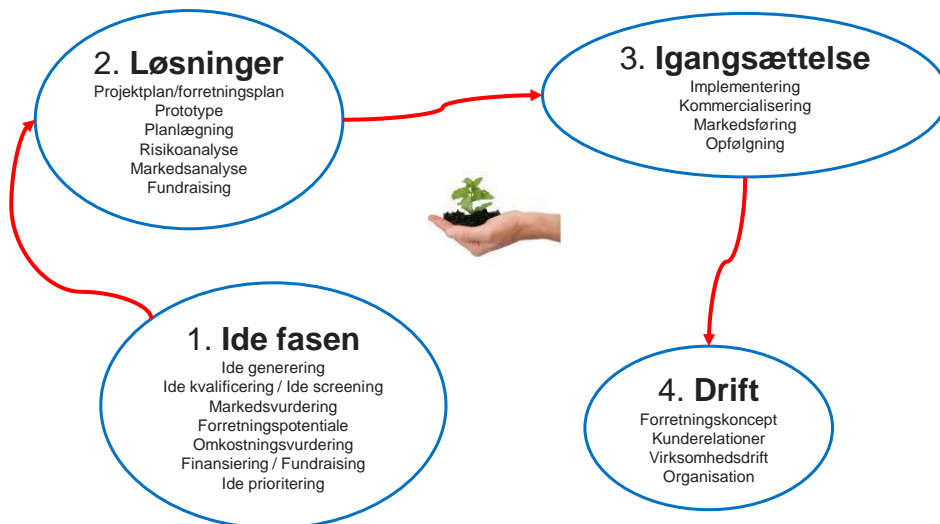 2. Løsninger
Projektplan/forretningsplan
Prototype
Planlægning
Risikoanalyse
Markedsanalyse
Fundraising
3. Igangsættelse
Implementering
Kommercialisering
Markedsføring
Opfølgning
1. Ide fasen
Ide generering
Ide kvalificering / Ide screening
Markedsvurdering
Forretningspotentiale
Omkostningsvurdering
Finansiering / Fundraising
Ide prioritering
4. Drift
Forretningskoncept
Kunderelationer
Virksomhedsdrift
Organisation